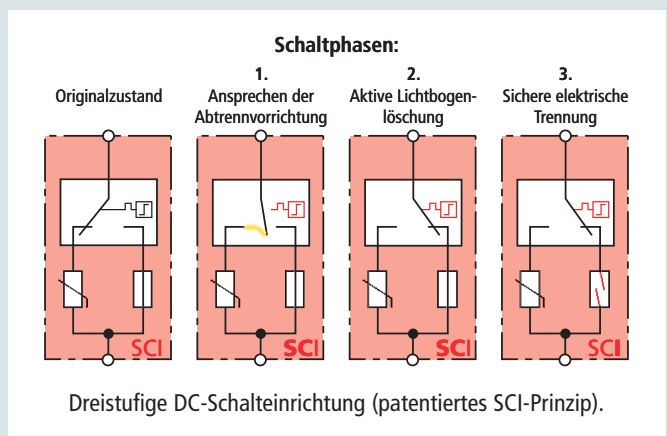 Schaltphasen:
Originalzustand
1.
Ansprechen der
Abtrennvorrichtung
2.
Aktive Lichtbogen-
löschung
3.
Sichere elektrische
Trennung
SCI
SCI
SCI
SCI
Dreistufige DC-Schalteinrichtung (patentiertes SCI-Prinzip).